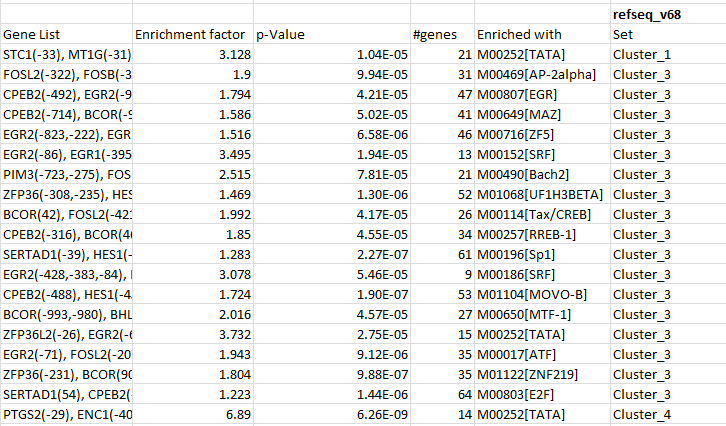 refseq_v68
Gene List Enrichment factor p-Value #genes Enriched with Set
STC1(-33), MT1G(-31) 3.128 1.04E-05 21 M00252[TATA] Cluster_1
FOSL2(-322), FOSB(-3 1.9 9.94E-05 31 M00469[AP-2alpha] Cluster_3
CPEB2(-492), EGR2(-9 1.794 4.21E-05 47 M00807[EGR] Cluster_3
CPEB2(-714), BCOR(-9 1.586 5.02E-05 41 M00649[MAZ] Cluster_3
EGR2(-823,-222), EGR 1.516 6.58E-06 46 M00716[ZF5] Cluster_3
EGR2(-86), EGR1(-395 3.495 1.94E-05 13 M00152[SRF] Cluster_3
PIM3(-723,-275), FOS 2.515 7.81E-05 21 M00490[Bach2] Cluster_3
ZFP36(-308,-235), HES 1.469 1.30E-06 52 M01068[UF1H3BETA] Cluster_3
BCOR(42), FOSL2(-421 1.992 4.17E-05 26 M00114[Tax/CREB] Cluster_3
CPEB2(-316), BCOR(46 1.85 4.55E-05 34 M00257[RREB-1] Cluster_3
SERTAD1(-39), HES1(- 1.283 2.27E-07 61 M00196[Sp1] Cluster_3
EGR2(-428,-383,-84), 3.078 5.46E-05 9 M00186[SRF] Cluster_3
CPEB2(-488), HES1(-4 1.724 1.90E-07 53 M01104[MOVO-B] Cluster_3
BCOR(-993,-980), BHL 2.016 4.57E-05 27 M00650[MTF-1] Cluster_3
ZFP36L2(-26), EGR2(-6 3.732 2.75E-05 15 M00252[TATA] Cluster_3
EGR2(-71), FOSL2(-20 1.943 9.12E-06 35 M00017[ATF] Cluster_3
ZFP36(-231), BCOR(90 1.804 9.88E-07 35 M01122[ZNF219] Cluster_3
SERTAD1(54), CPEB2(- 1.223 1.44E-06 64 M00803[E2F] Cluster_3
PTGS2(-29), ENC1(-40 6.89 6.26E-09 14 M00252[TATA] Cluster_4